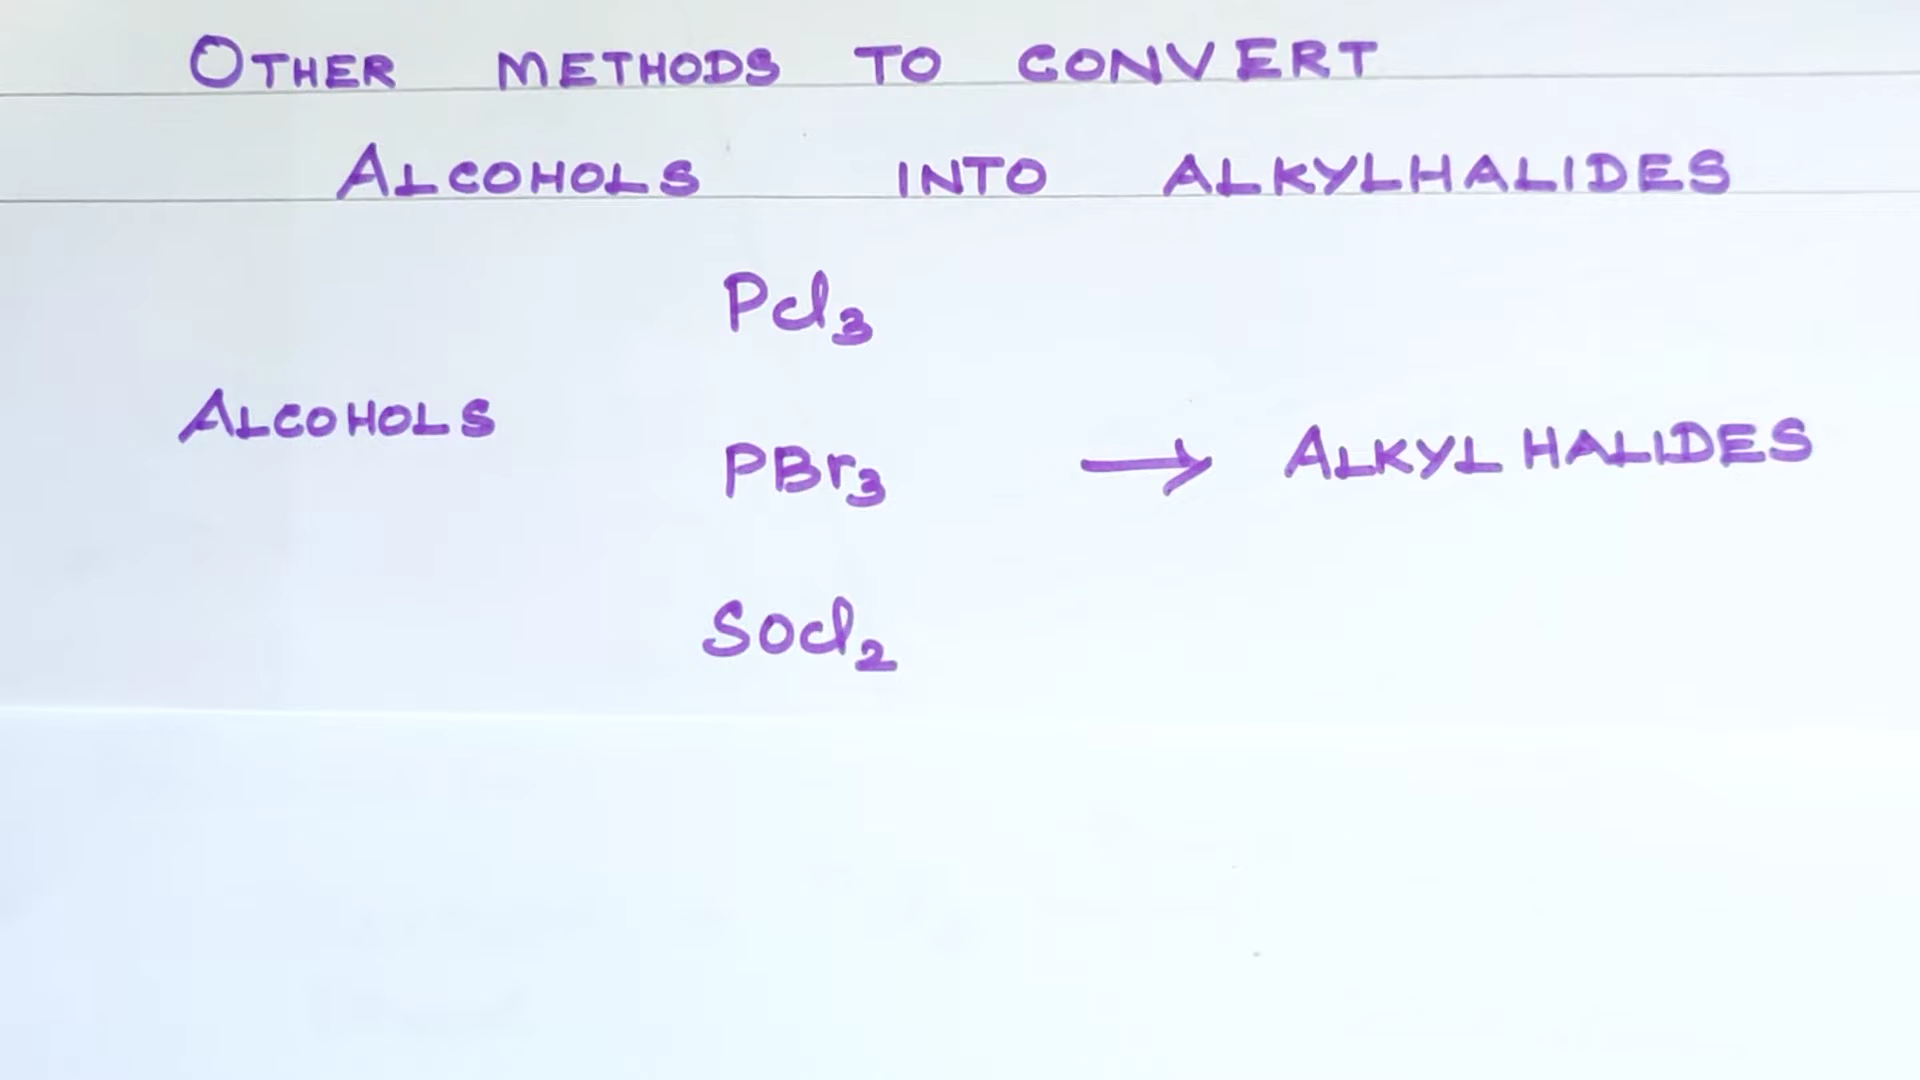 OTHER METHODS TO CONVERT
ALCOHOLS INTO ALKYLHALIDES
PCl3
ALCOHOLS
PBr3 → ALKYL HALIDES
SOCl2